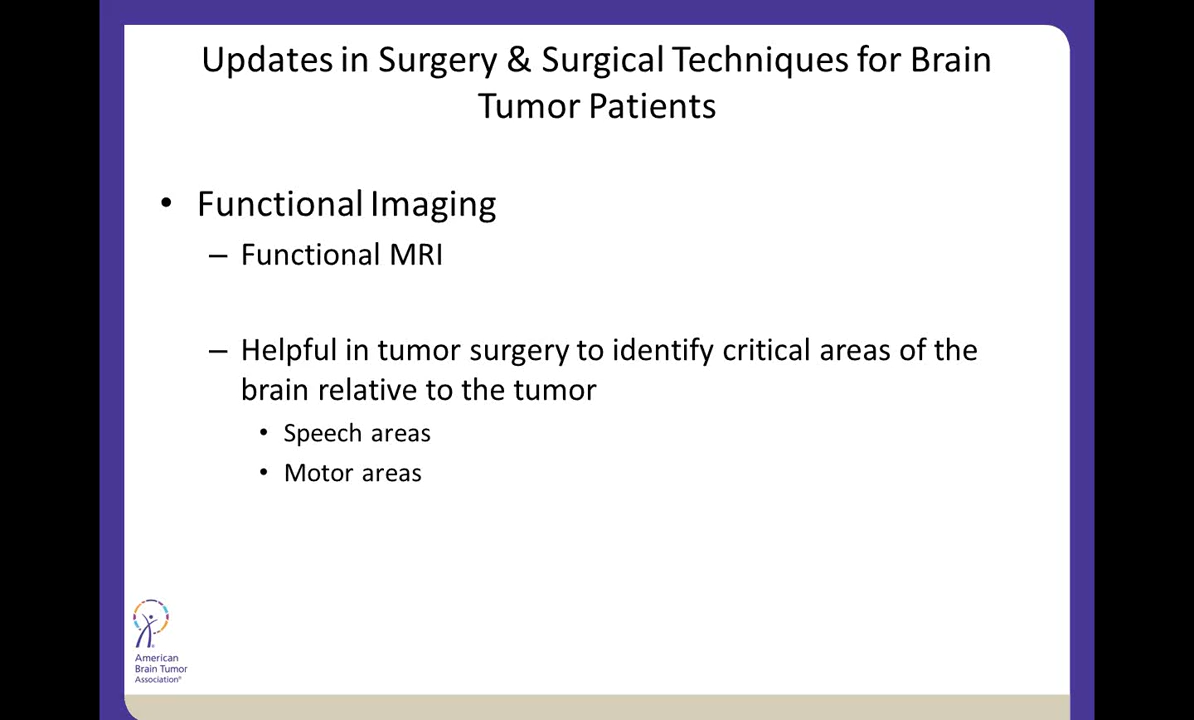 Updates in Surgery & Surgical Techniques for Brain
Tumor Patients
• Functional Imaging
– Functional MRI
– Helpful in tumor surgery to identify critical areas of the
brain relative to the tumor
• Speech areas
• Motor areas
American
Brain Tumor
Association®